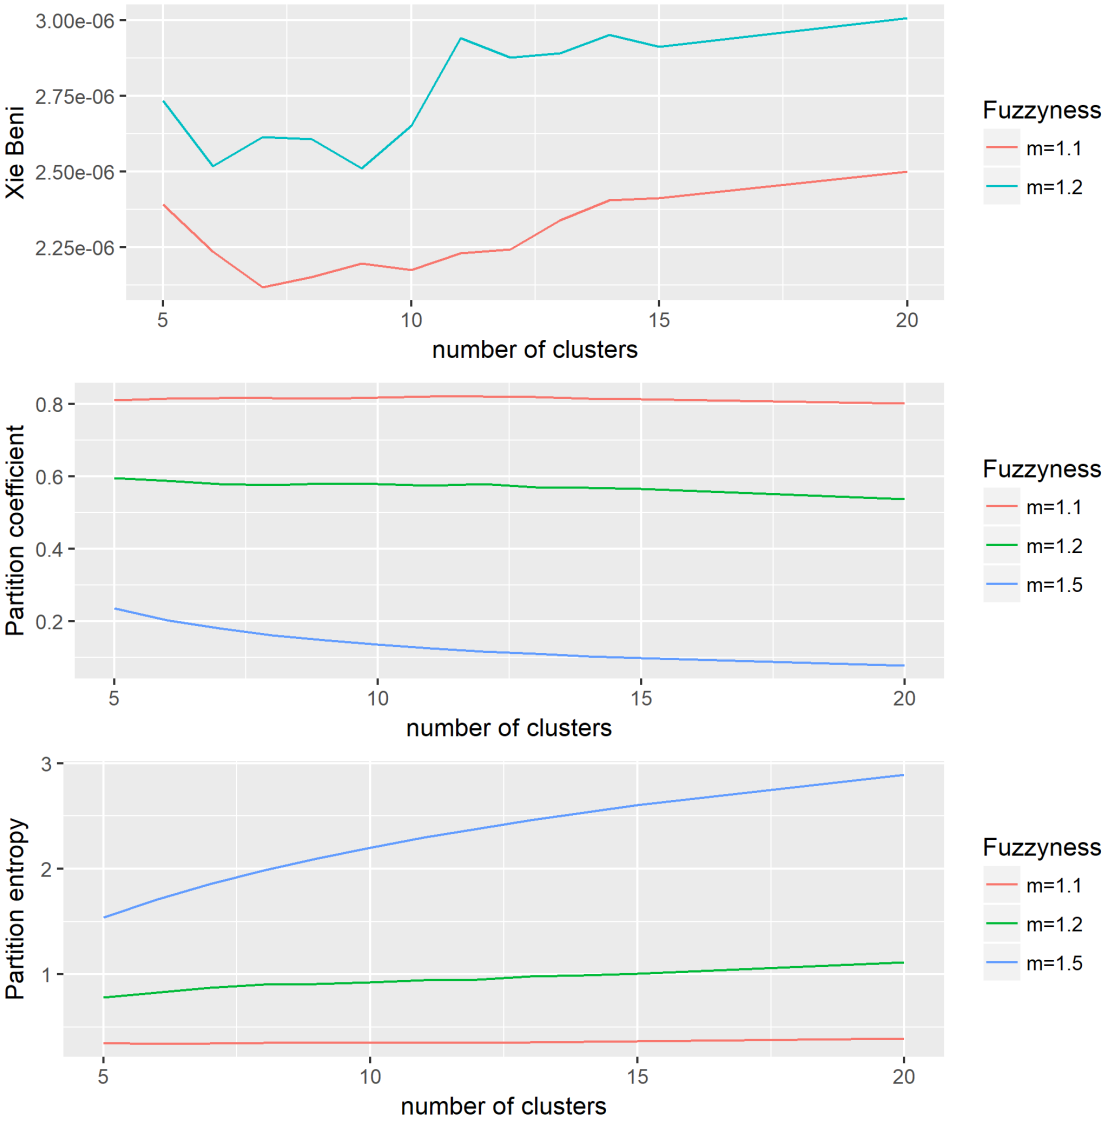 3.00e-06
2.75e-06
2.50e-06
2.25e-06
Xie Beni
5 10 15 20
number of clusters
Fuzzyness
m=1.1
m=1.2
0.8
0.6
0.4
0.2
Partition coefficient
5 10 15 20
number of clusters
Fuzzyness
m=1.1
m=1.2
m=1.5
3
2
1
Partition entropy
5 10 15 20
number of clusters
Fuzzyness
m=1.1
m=1.2
m=1.5